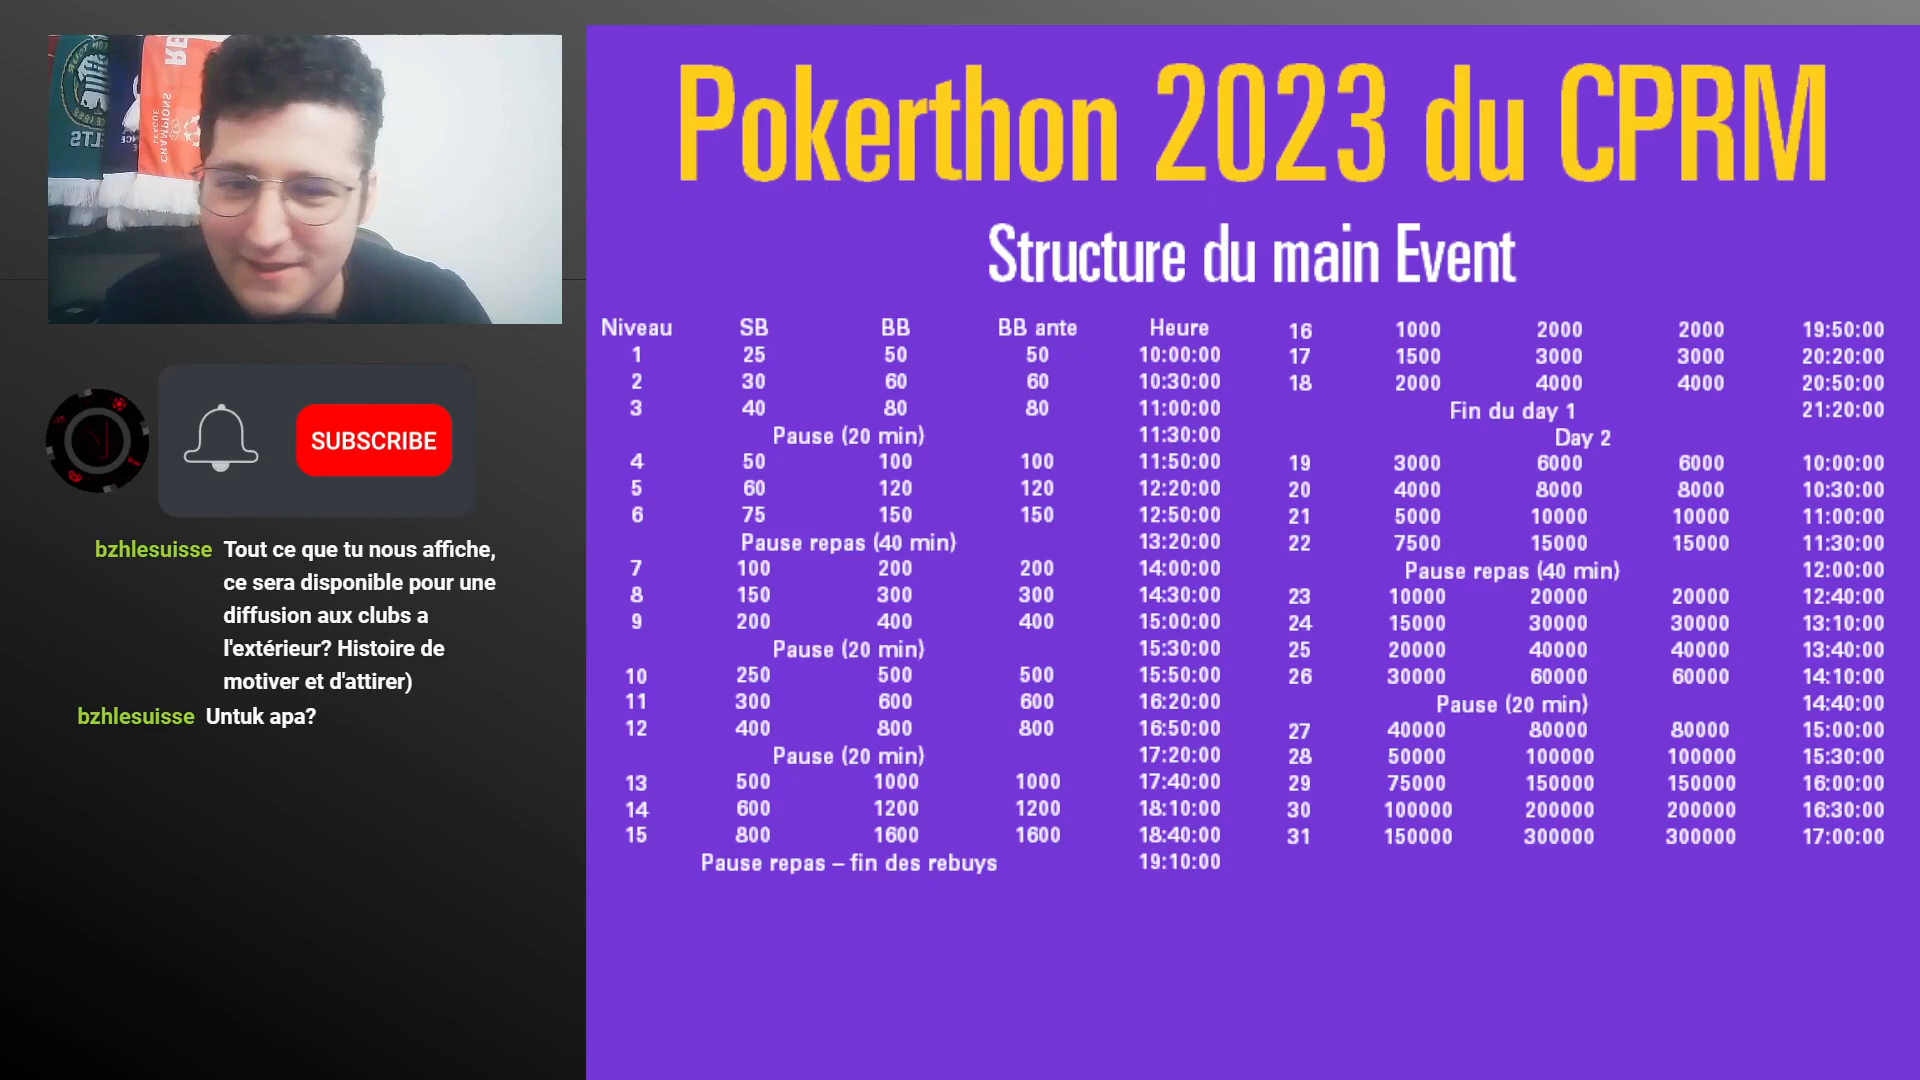 Pokerthon 2023 du CPRM
Structure du main Event
Niveau SB BB BB ante Heure
1 25 50 50 10:00:00
2 30 60 60 10:30:00
3 40 80 80 11:00:00
Pause (20 min) 11:30:00
4 50 100 100 11:50:00
5 60 120 120 12:20:00
6 75 150 150 12:50:00
Pause repas (40 min) 13:20:00
7 100 200 200 14:00:00
8 150 300 300 14:30:00
9 200 400 400 15:00:00
Pause (20 min) 15:30:00
10 250 500 500 15:50:00
11 300 600 600 16:20:00
12 400 800 800 16:50:00
Pause (20 min) 17:20:00
13 500 1000 1000 17:40:00
14 600 1200 1200 18:10:00
15 800 1600 1600 18:40:00
Pause repas – fin des rebuys 19:10:00
16 1000 2000 2000 19:50:00
17 1500 3000 3000 20:20:00
18 2000 4000 4000 20:50:00
Fin du day 1 21:20:00
Day 2
19 3000 6000 6000 10:00:00
20 4000 8000 8000 10:30:00
21 5000 10000 10000 11:00:00
22 7500 15000 15000 11:30:00
Pause repas (40 min) 12:00:00
23 10000 20000 20000 12:40:00
24 15000 30000 30000 13:10:00
25 20000 40000 40000 13:40:00
26 30000 60000 60000 14:10:00
Pause (20 min) 14:40:00
27 40000 80000 80000 15:00:00
28 50000 100000 100000 15:30:00
29 75000 150000 150000 16:00:00
30 100000 200000 200000 16:30:00
31 150000 300000 300000 17:00:00
SUBSCRIBE
bzhlesuisse Tout ce que tu nous affiche,
ce sera disponible pour une
diffusion aux clubs a
l'extérieur? Histoire de
motiver et d'attirer)
bzhlesuisse Untuk apa?
CHAMPIONS
LEAGUE